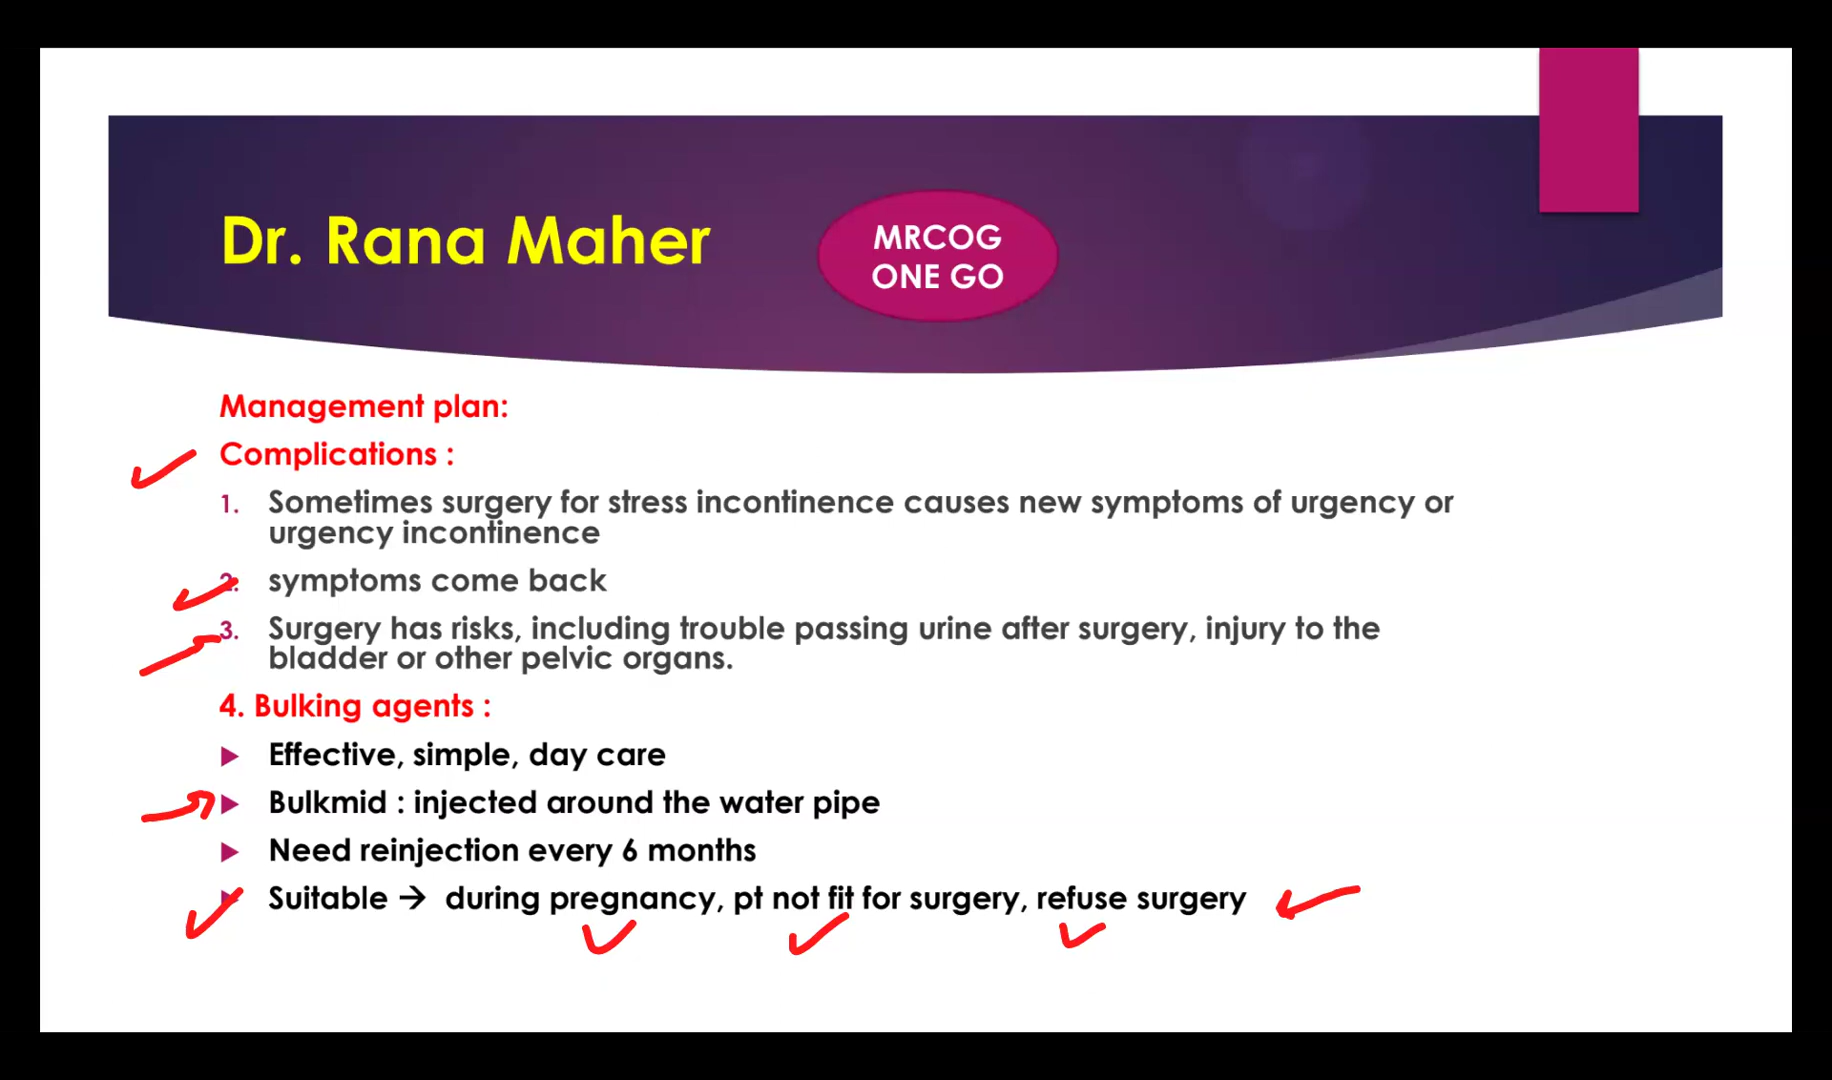 Dr. Rana Maher
MRCOG
ONE GO
Management plan:
Complications :
1. Sometimes surgery for stress incontinence causes new symptoms of urgency or
urgency incontinence
2. symptoms come back
3. Surgery has risks, including trouble passing urine after surgery, injury to the
bladder or other pelvic organs.
4. Bulking agents :
Effective, simple, day care
Bulkmid : injected around the water pipe
Need reinjection every 6 months
Suitable → during pregnancy, pt not fit for surgery, refuse surgery